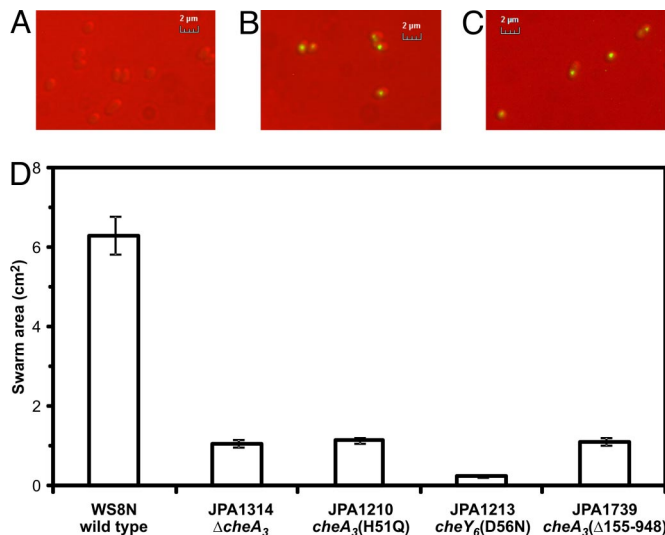 A
2 µm
B
2 µm
C
2 µm
D
8
6
4
2
0
Swarm area (cm²)
WS8N
wild type
JPA1314
ΔcheA₃
JPA1210
cheA₃(H51Q)
JPA1213
cheY₆(D56N)
JPA1739
cheA₃(Δ155-948)